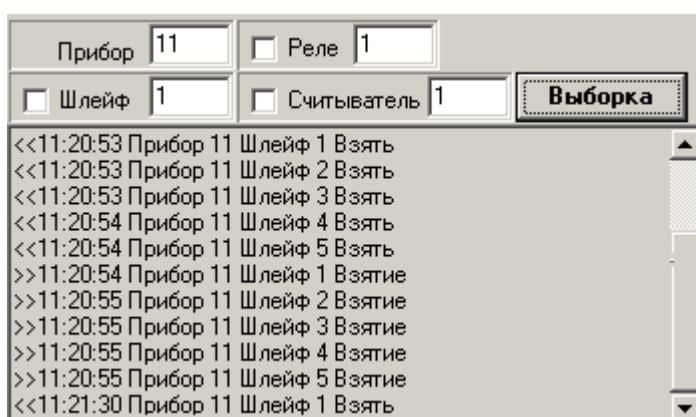 Прибор 11 Реле 1
Шлейф 1 Считыватель 1 Выборка
<<11:20:53 Прибор 11 Шлейф 1 Взять
<<11:20:53 Прибор 11 Шлейф 2 Взять
<<11:20:53 Прибор 11 Шлейф 3 Взять
<<11:20:54 Прибор 11 Шлейф 4 Взять
<<11:20:54 Прибор 11 Шлейф 5 Взять
>>11:20:54 Прибор 11 Шлейф 1 Взятие
>>11:20:55 Прибор 11 Шлейф 2 Взятие
>>11:20:55 Прибор 11 Шлейф 3 Взятие
>>11:20:55 Прибор 11 Шлейф 4 Взятие
>>11:20:55 Прибор 11 Шлейф 5 Взятие
<<11:21:30 Прибор 11 Шлейф 1 Взять